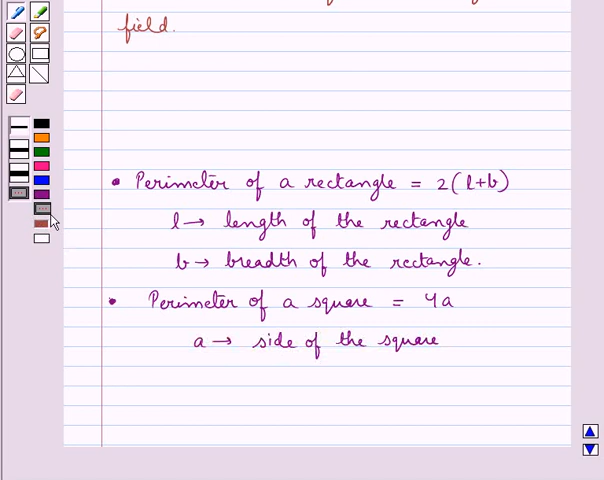 field.
• Perimeter of a rectangle = 2(l+b)
l → length of the rectangle
b → breadth of the rectangle.
• Perimeter of a square = 4a
a → side of the square